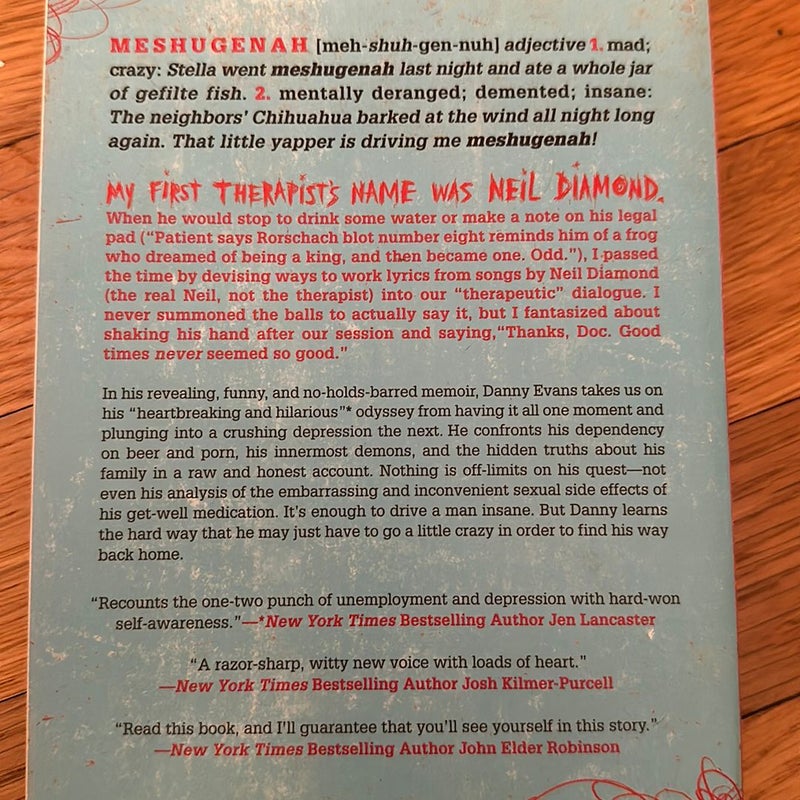 MESHUGENAH [meh-shuh-gen-nuh] adjective 1. mad;
crazy: Stella went meshugenah last night and ate a whole jar
of gefilte fish. 2. mentally deranged; demented; insane:
The neighbors' Chihuahua barked at the wind all night long
again. That little yapper is driving me meshugenah!
MY FIRST THERAPIST'S NAME WAS NEIL DIAMOND.
When he would stop to drink some water or make a note on his legal
pad ("Patient says Rorschach blot number eight reminds him of a frog
who dreamed of being a king, and then became one. Odd."), I passed
the time by devising ways to work lyrics from songs by Neil Diamond
(the real Neil, not the therapist) into our "therapeutic" dialogue. I
never summoned the balls to actually say it, but I fantasized about
shaking his hand after our session and saying,"Thanks, Doc. Good
times never seemed so good."
In his revealing, funny, and no-holds-barred memoir, Danny Evans takes us on
his "heartbreaking and hilarious"* odyssey from having it all one moment and
plunging into a crushing depression the next. He confronts his dependency
on beer and porn, his innermost demons, and the hidden truths about his
family in a raw and honest account. Nothing is off-limits on his quest—not
even his analysis of the embarrassing and inconvenient sexual side effects of
his get-well medication. It's enough to drive a man insane. But Danny learns
the hard way that he may just have to go a little crazy in order to find his way
back home.
"Recounts the one-two punch of unemployment and depression with hard-won
self-awareness."—*New York Times Bestselling Author Jen Lancaster
"A razor-sharp, witty new voice with loads of heart."
—New York Times Bestselling Author Josh Kilmer-Purcell
"Read this book, and I'll guarantee that you'll see yourself in this story."
—New York Times Bestselling Author John Elder Robinson